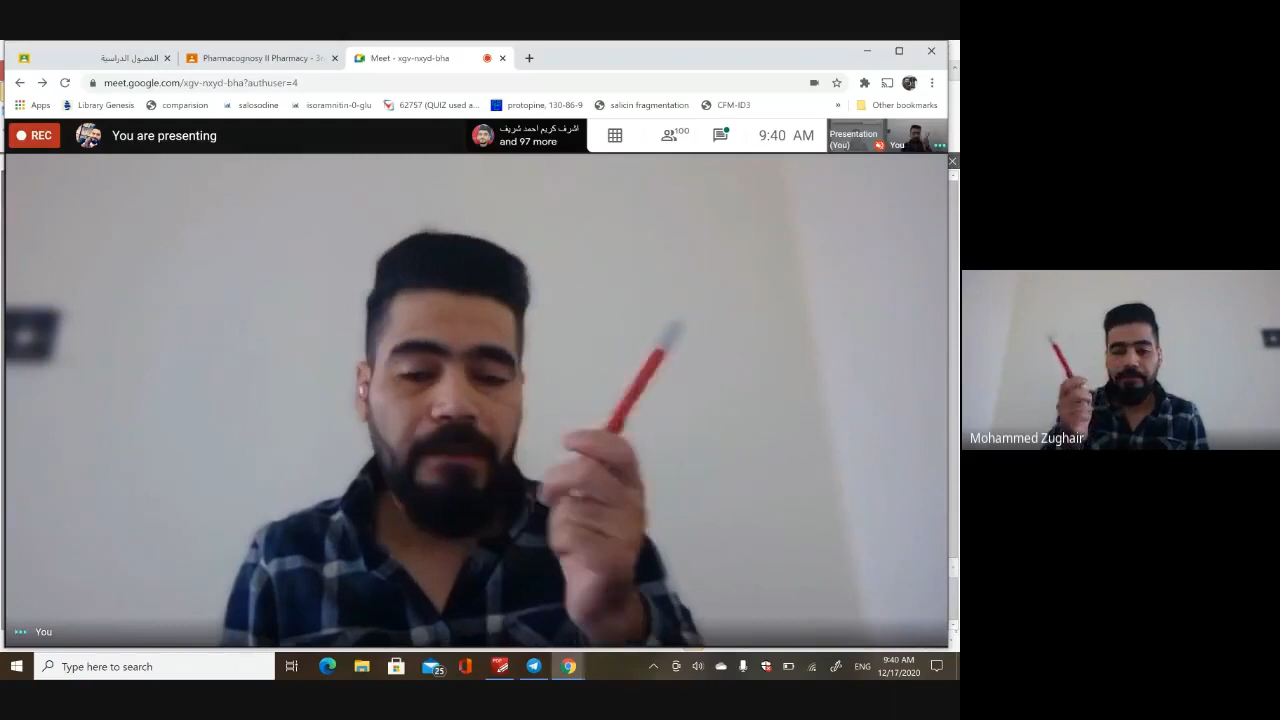 الفصول الدراسية
Pharmacognosy II Pharmacy - 3r
Meet - xgv-nxyd-bha
meet.google.com/xgv-nxyd-bha?authuser=4
Apps
Library Genesis
comparision
salosodine
isoramnitin-0-glu
62757 (QUIZ used a...
protopine, 130-86-9
salicin fragmentation
CFM-ID3
»
Other bookmarks
REC
You are presenting
اشرف كريم احمد شريف
and 97 more
100
9:40 AM
Presentation
(You)
You
Mohammed Zughair
You
Type here to search
25
PDF
ENG
9:40 AM
12/17/2020